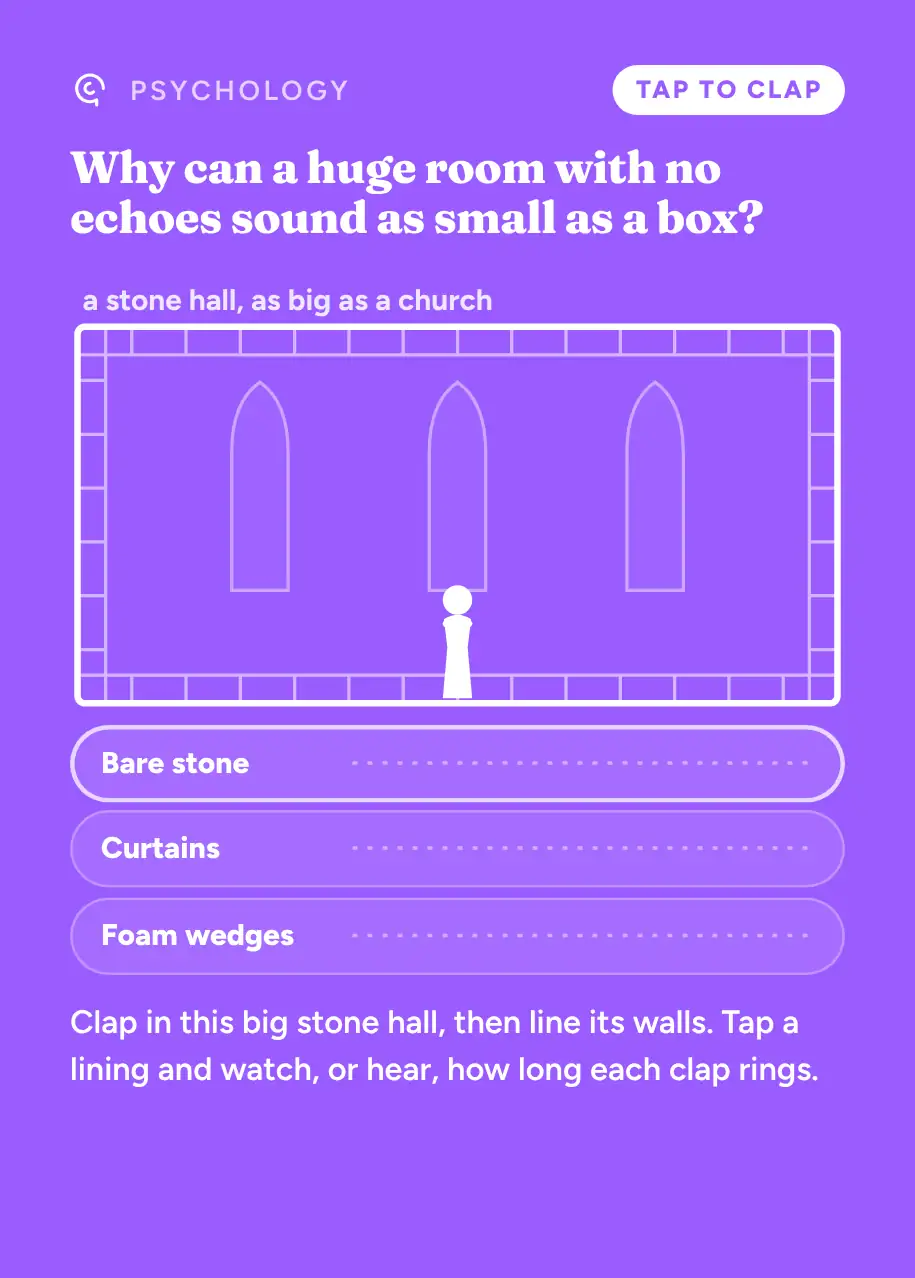 PSYCHOLOGY
TAP TO CLAP
Why can a huge room with no
echoes sound as small as a box?
a stone hall, as big as a church
Bare stone
Curtains
Foam wedges
Clap in this big stone hall, then line its walls. Tap a
lining and watch, or hear, how long each clap rings.